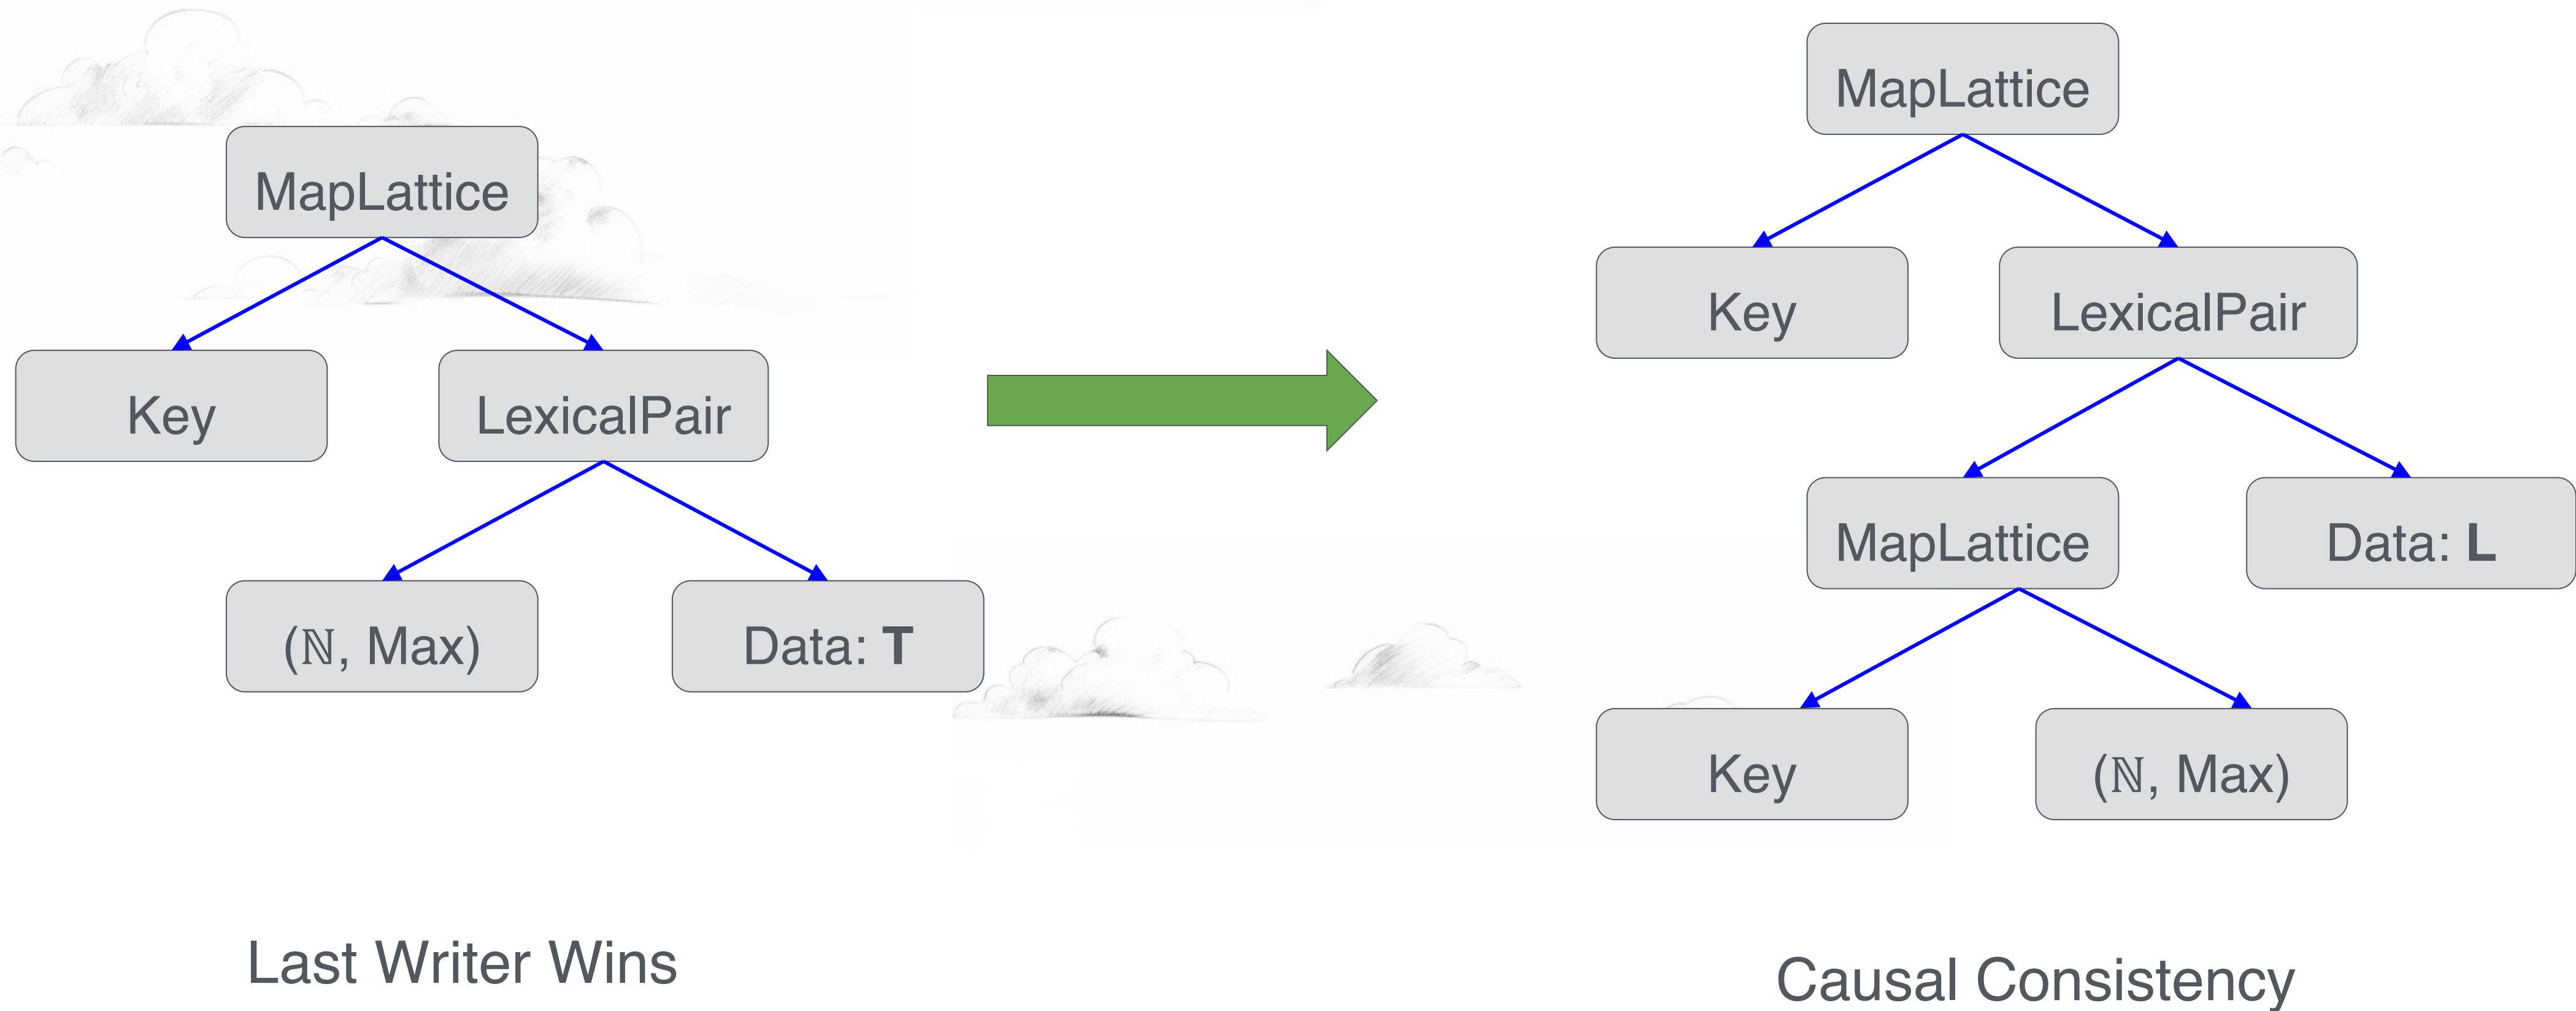 MapLattice
Key
LexicalPair
(ℕ, Max)
Data: T
Last Writer Wins
MapLattice
Key
LexicalPair
MapLattice
Data: L
Key
(ℕ, Max)
Causal Consistency